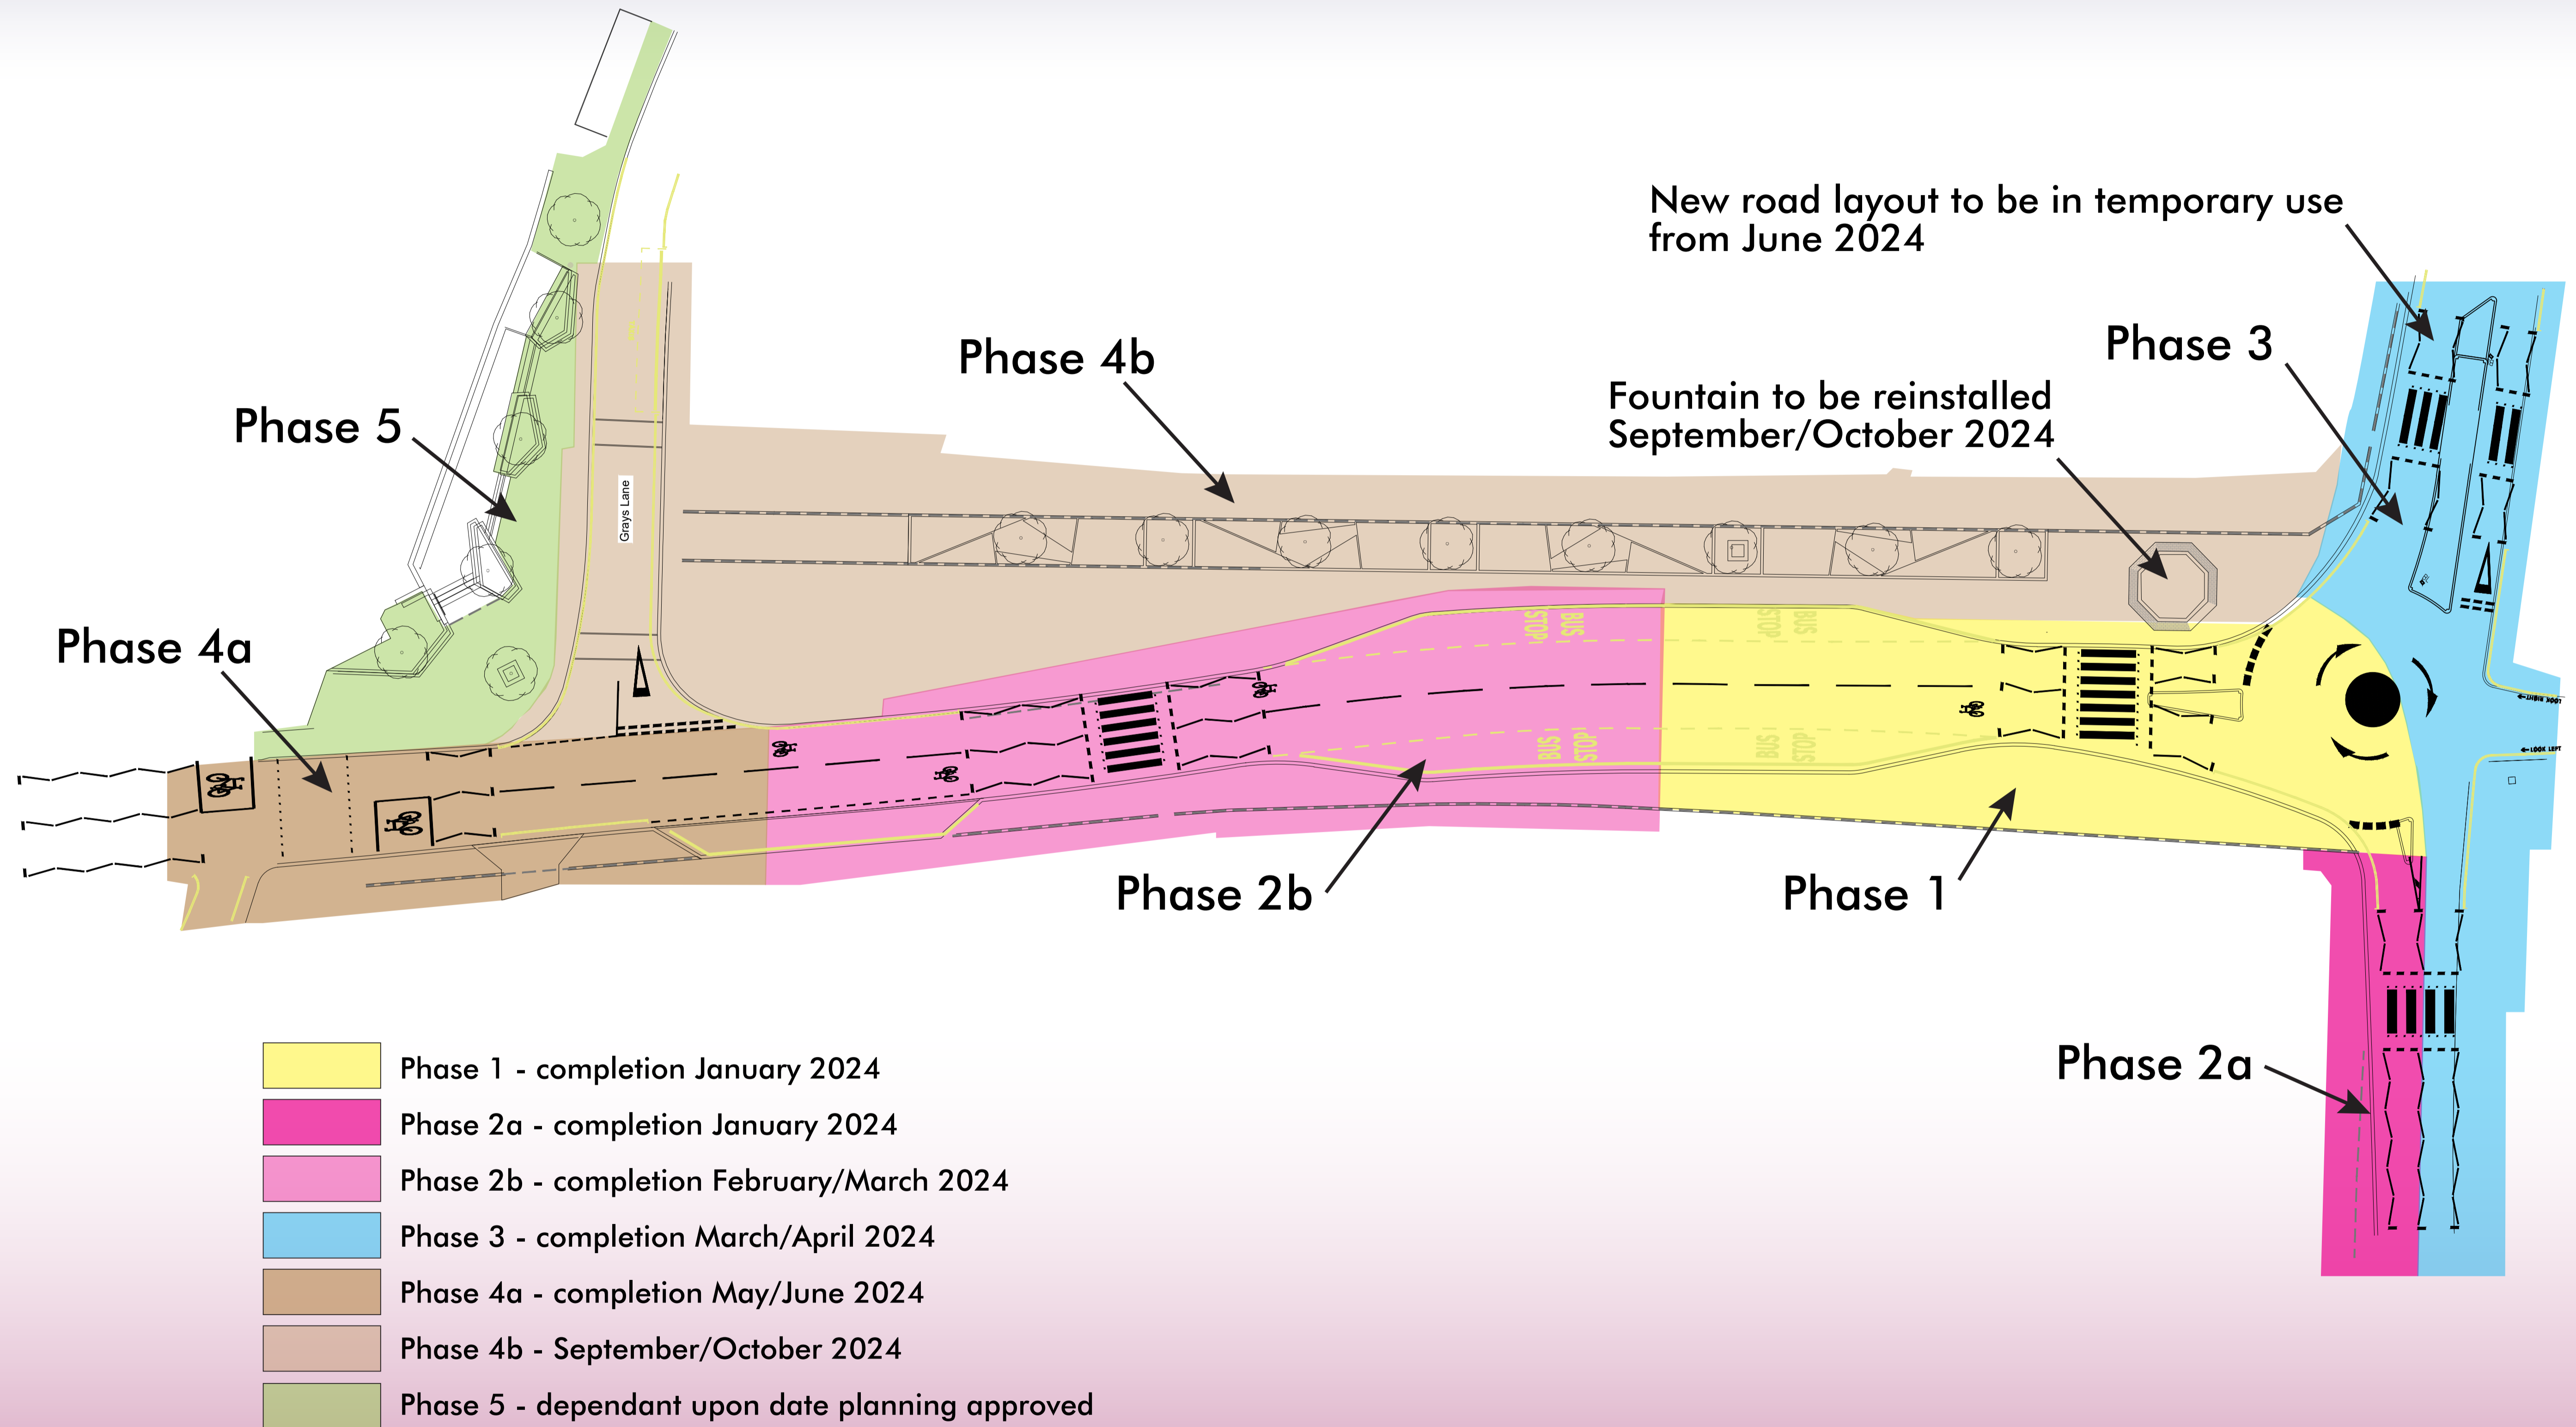 New road layout to be in temporary use
from June 2024
Phase 3
Phase 4b
Fountain to be reinstalled
September/October 2024
Phase 5
Grays Lane
Phase 4a
BUS
STOP
BUS
STOP
BUS
STOP
BUS
STOP
LOOK RIGHT
LOOK LEFT
Phase 2b
Phase 1
Phase 2a
Phase 1 - completion January 2024
Phase 2a - completion January 2024
Phase 2b - completion February/March 2024
Phase 3 - completion March/April 2024
Phase 4a - completion May/June 2024
Phase 4b - September/October 2024
Phase 5 - dependant upon date planning approved